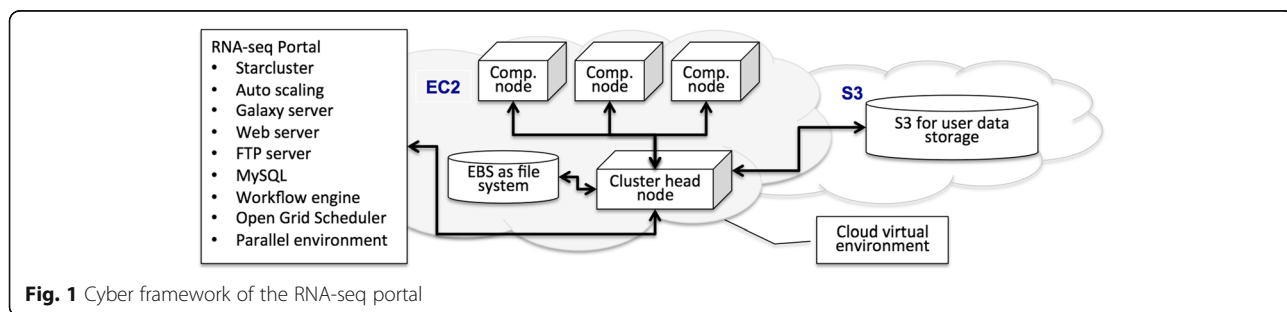 RNA-seq Portal
• Starcluster
• Auto scaling
• Galaxy server
• Web server
• FTP server
• MySQL
• Workflow engine
• Open Grid Scheduler
• Parallel environment
EC2
Comp.
node
Comp.
node
Comp.
node
EBS as file
system
Cluster head
node
S3
S3 for user data
storage
Cloud virtual
environment
Fig. 1 Cyber framework of the RNA-seq portal